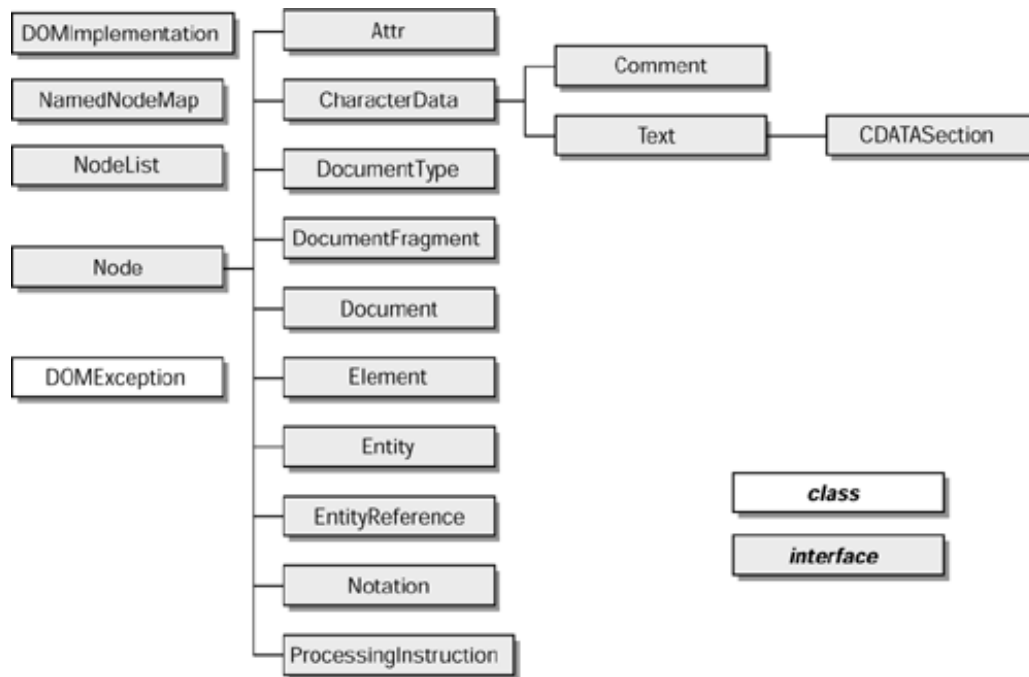 DOMImplementation
NamedNodeMap
NodeList
Node
DOMException
Attr
CharacterData
DocumentType
DocumentFragment
Document
Element
Entity
EntityReference
Notation
ProcessingInstruction
Comment
Text
CDATASection
class
interface